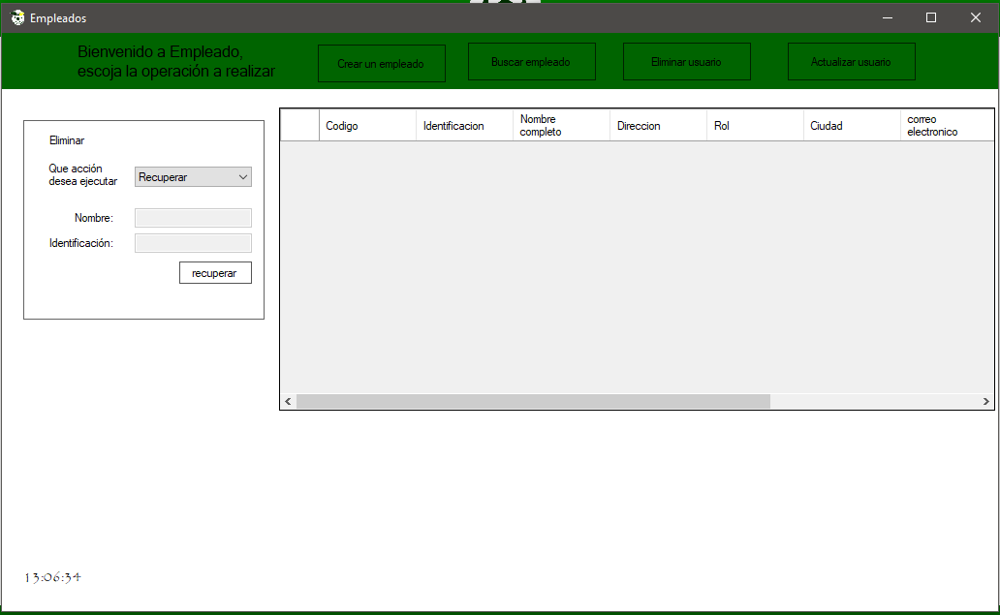 Empleados
Bienvenido a Empleado,
escoja la operación a realizar
Crear un empleado
Buscar empleado
Eliminar usuario
Actualizar usuario
Eliminar
Que acción
desea ejecutar
Recuperar
Nombre:
Identificación:
recuperar
Codigo
Identificacion
Nombre
completo
Direccion
Rol
Ciudad
correo
electronico
13:06:34